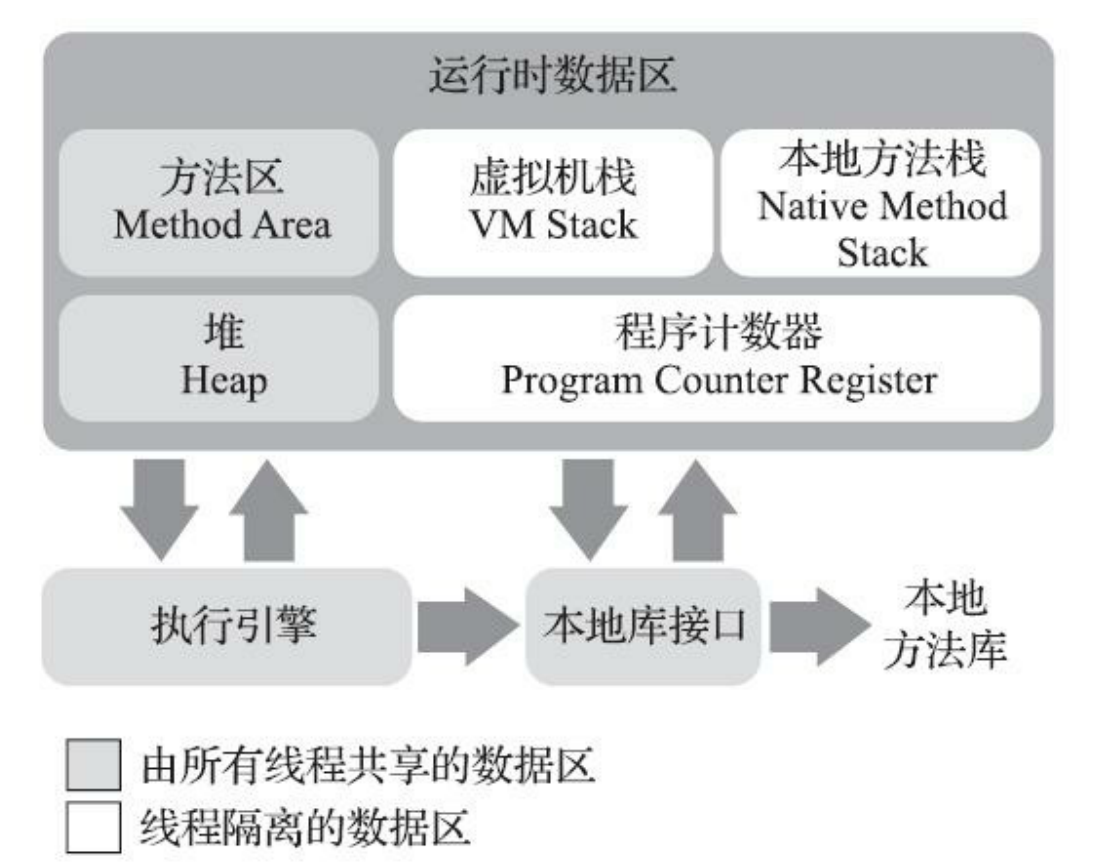 运行时数据区
方法区
Method Area
虚拟机栈
VM Stack
本地方法栈
Native Method
Stack
堆
Heap
程序计数器
Program Counter Register
执行引擎
本地库接口
本地
方法库
由所有线程共享的数据区
线程隔离的数据区